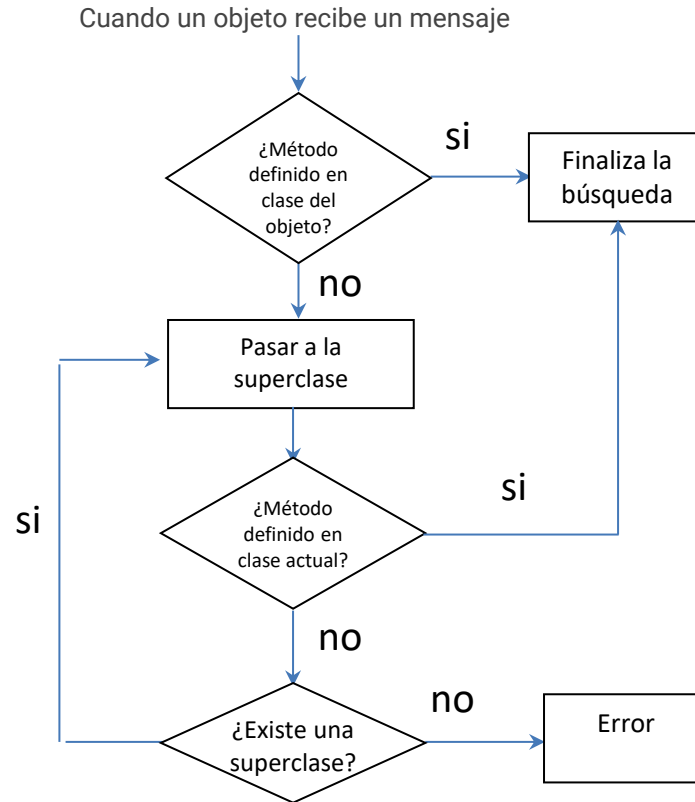 Cuando un objeto recibe un mensaje
¿Método
definido en
clase del
objeto?
si
Finaliza la
búsqueda
no
Pasar a la
superclase
si
¿Método
definido en
clase actual?
si
no
¿Existe una
superclase?
no
Error